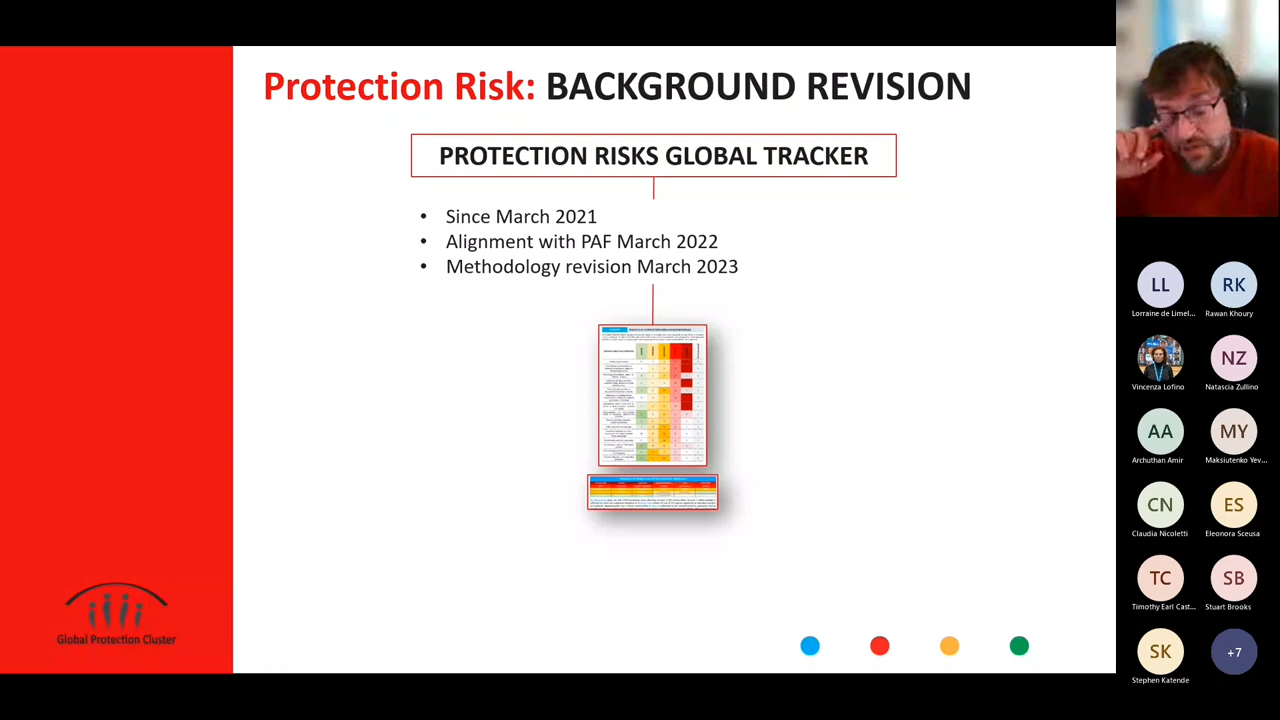 Protection Risk: BACKGROUND REVISION
PROTECTION RISKS GLOBAL TRACKER
• Since March 2021
• Alignment with PAF March 2022
• Methodology revision March 2023
Global Protection Cluster
LL
RK
Lorraine de Limel...
Rawan Khoury
NZ
Vincenza Lofino
Natascia Zullino
AA
MY
Archuthan Amir
Maksiutenko Yev...
CN
ES
Claudia Nicoletti
Eleonora Sceusa
TC
SB
Timothy Earl Cast...
Stuart Brooks
SK
+7
Stephen Katende